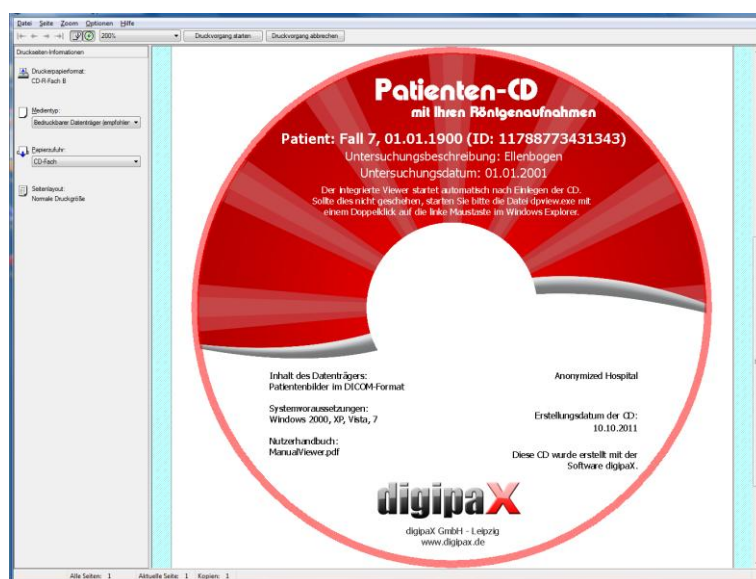 Datei Seite Zoom Optionen Hilfe
200%
Druckvorgang starten
Druckvorgang abbrechen
Druckseiten-Informationen
Druckerpapierformat:
CD-R-Fach B
Medientyp:
Bedruckbarer Datenträger (empfohlen
Papierzufuhr:
CD-Fach
Seitenlayout:
Normale Druckgröße
Patienten-CD
mit Ihren Röntgenaufnahmen
Patient: Fall 7, 01.01.1900 (ID: 11788773431343)
Untersuchungsbeschreibung: Ellenbogen
Untersuchungsdatum: 01.01.2001
Der integrierte Viewer startet automatisch nach Einlegen der CD.
Sollte dies nicht geschehen, starten Sie bitte die Datei dpview.exe mit
einem Doppelklick auf die linke Maustaste im Windows Explorer.
Inhalt des Datenträgers:
Patientenbilder im DICOM-Format
Systemvoraussetzungen:
Windows 2000, XP, Vista, 7
Nutzerhandbuch:
ManualViewer.pdf
Anonymized Hospital
Erstellungsdatum der CD:
10.10.2011
Diese CD wurde erstellt mit der
Software digipaX.
digipaX
digipaX GmbH - Leipzig
www.digipax.de
Alle Seiten: 1 Aktuelle Seite: 1 Kopien: 1